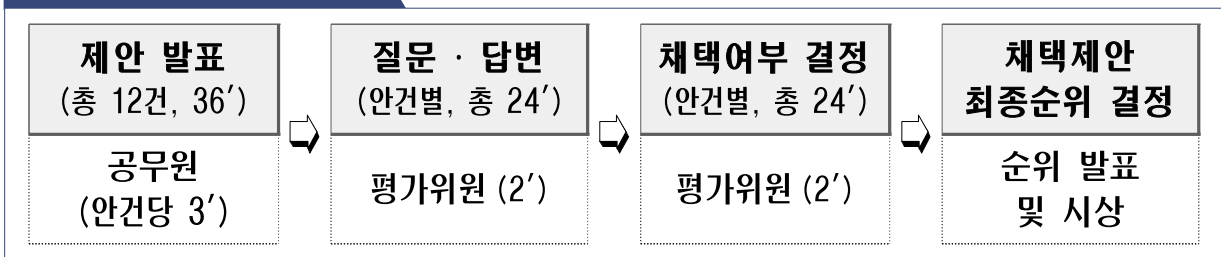 제안 발표
(총 12건, 36′)
공무원
(안건당 3′)
질문 · 답변
(안건별, 총 24′)
평가위원 (2′)
채택여부 결정
(안건별, 총 24′)
평가위원 (2′)
채택제안
최종순위 결정
순위 발표
및 시상